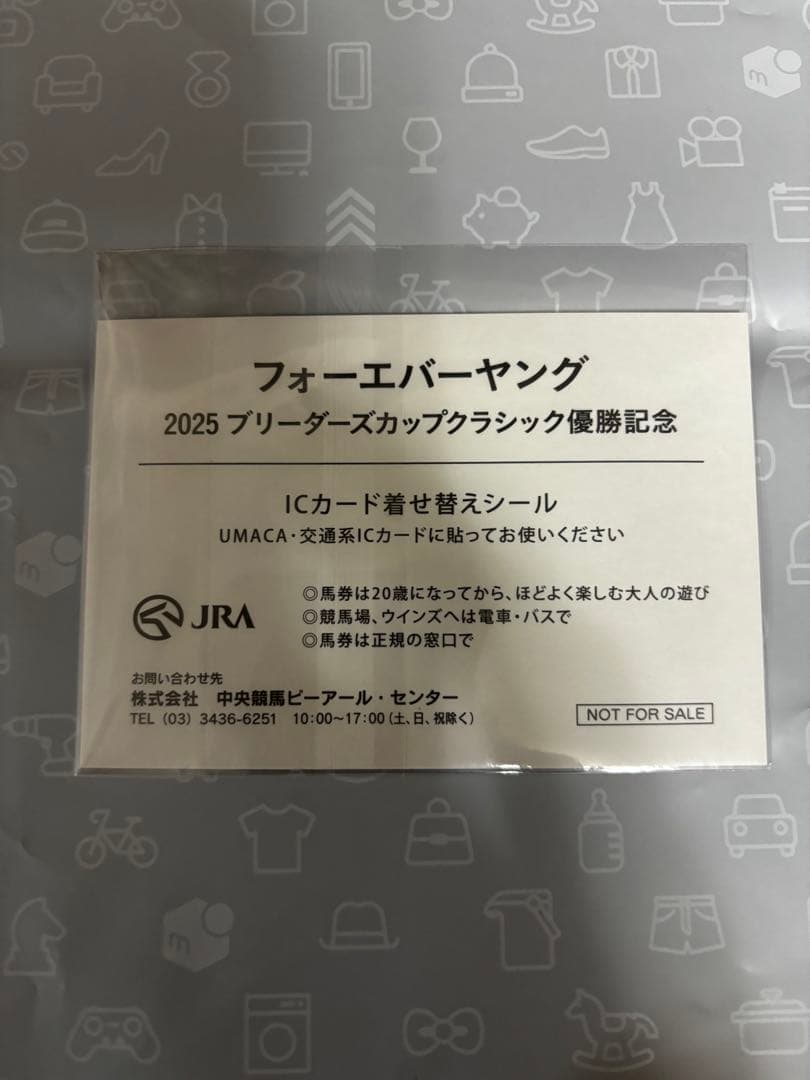 フォーエバーヤング
2025 ブリーダーズカップクラシック優勝記念
ICカード着せ替えシール
UMACA・交通系ICカードに貼ってお使いください
JRA
◎馬券は20歳になってから、ほどよく楽しむ大人の遊び
◎競馬場、ウインズへは電車・バスで
◎馬券は正規の窓口で
お問い合わせ先
株式会社　中央競馬ピーアール・センター
TEL（03）3436-6251　10:00〜17:00（土、日、祝除く）
NOT FOR SALE
m
m
m